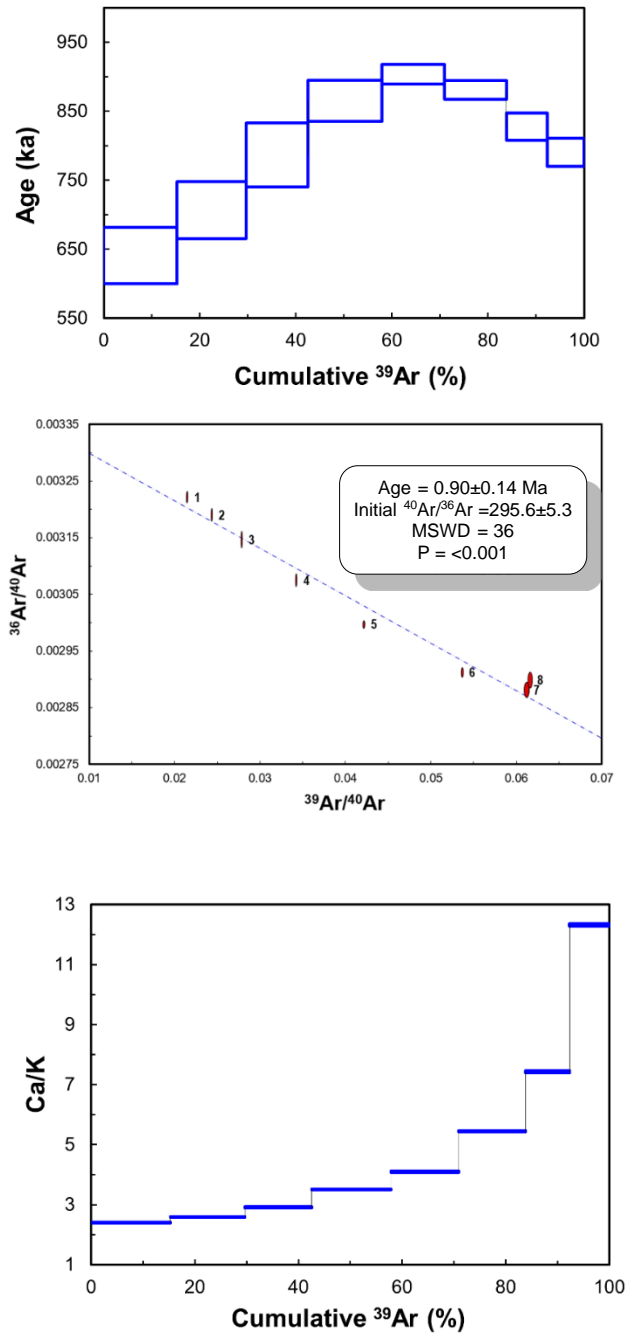 950
850
750
650
550
Age (ka)
0 20 40 60 80 100
Cumulative ³⁹Ar (%)
0.00335
0.00325
0.00315
0.00305
0.00295
0.00285
0.00275
³⁶Ar/⁴⁰Ar
1
2
3
4
5
6
8
7
Age = 0.90±0.14 Ma
Initial ⁴⁰Ar/³⁶Ar =295.6±5.3
MSWD = 36
P = <0.001
0.01 0.02 0.03 0.04 0.05 0.06 0.07
³⁹Ar/⁴⁰Ar
13
11
9
7
5
3
1
Ca/K
0 20 40 60 80 100
Cumulative ³⁹Ar (%)